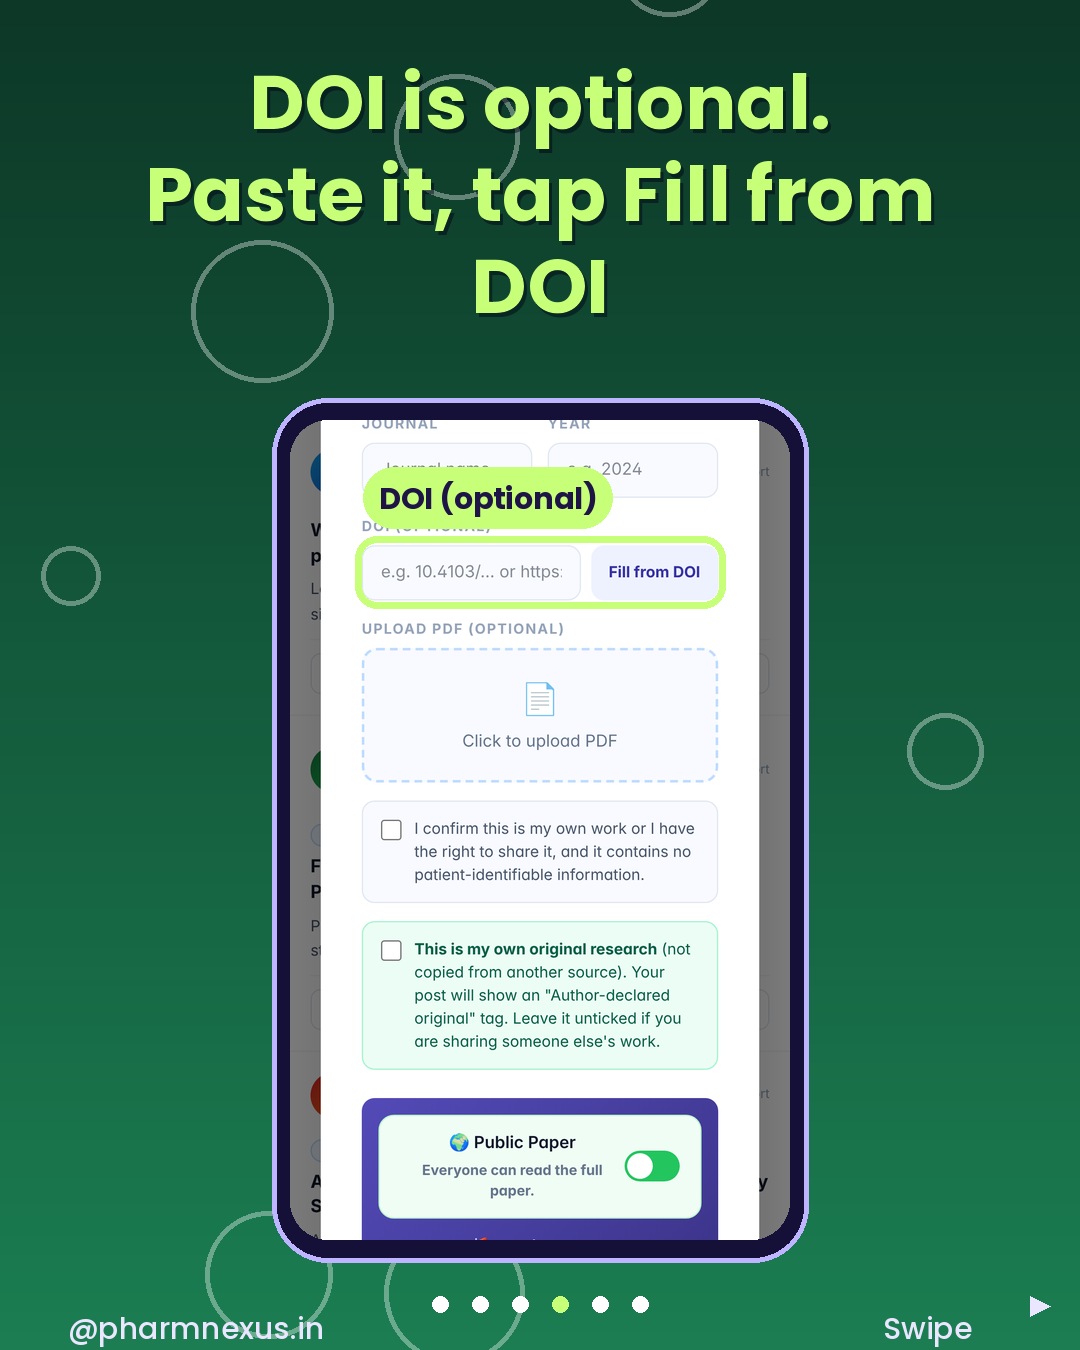 DOI is optional.
Paste it, tap Fill from
DOI
JOURNAL YEAR
Journal name e.g. 2024
DOI (optional)
DOI (OPTIONAL)
e.g. 10.4103/... or https: Fill from DOI
UPLOAD PDF (OPTIONAL)
Click to upload PDF
I confirm this is my own work or I have
the right to share it, and it contains no
patient-identifiable information.
This is my own original research (not
copied from another source). Your
post will show an "Author-declared
original" tag. Leave it unticked if you
are sharing someone else's work.
Public Paper
Everyone can read the full
paper.
@pharmnexus.in
Swipe